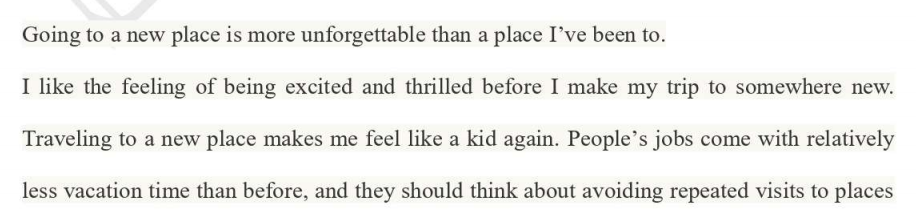 Going to a new place is more unforgettable than a place I’ve been to.
I like the feeling of being excited and thrilled before I make my trip to somewhere new.
Traveling to a new place makes me feel like a kid again. People’s jobs come with relatively
less vacation time than before, and they should think about avoiding repeated visits to places